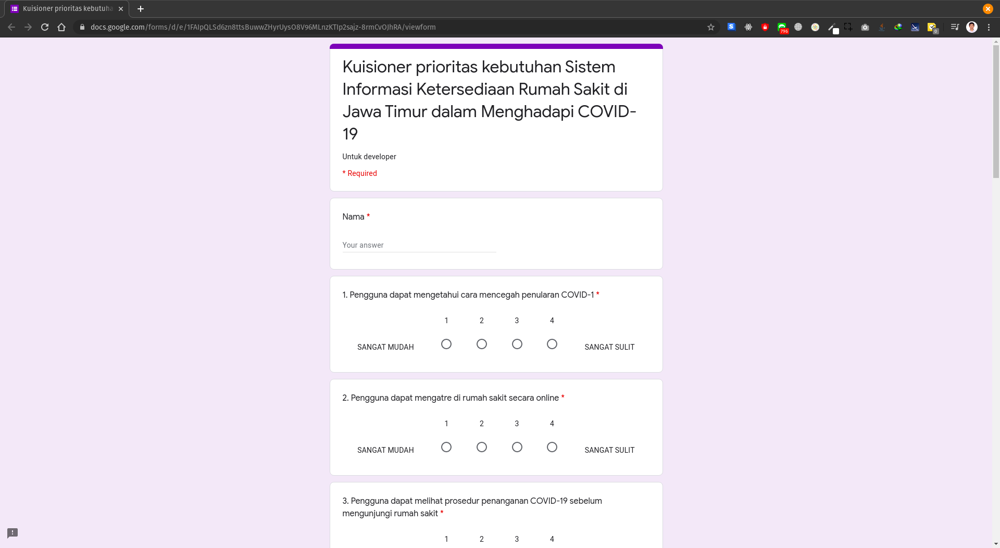 Kuisioner prioritas kebutuha
docs.google.com/forms/d/e/1FAIpQLSd6zn8ttsBuwwZHyrUysO8V96MLnzKTIp2sajz-8rmCvOJhRA/viewform
S
796
0
Kuisioner prioritas kebutuhan Sistem
Informasi Ketersediaan Rumah Sakit di
Jawa Timur dalam Menghadapi COVID-
19
Untuk developer
* Required
Nama *
Your answer
1. Pengguna dapat mengetahui cara mencegah penularan COVID-1 *
1 2 3 4
SANGAT MUDAH SANGAT SULIT
2. Pengguna dapat mengatre di rumah sakit secara online *
1 2 3 4
SANGAT MUDAH SANGAT SULIT
3. Pengguna dapat melihat prosedur penanganan COVID-19 sebelum
mengunjungi rumah sakit *
1 2 3 4